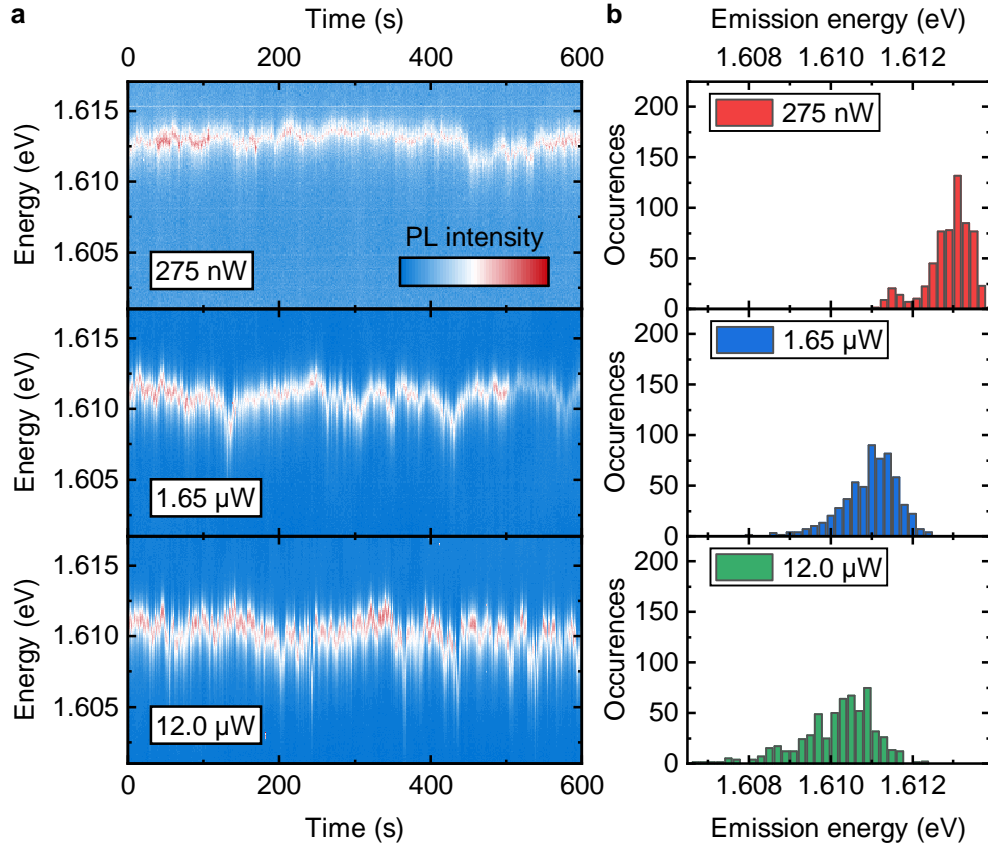 a
Time (s)
0 200 400 600
Energy (eV)
1.615
1.610
1.605
PL intensity
275 nW
Energy (eV)
1.615
1.610
1.605
1.65 µW
Energy (eV)
1.615
1.610
1.605
12.0 µW
0 200 400 600
Time (s)
b
Emission energy (eV)
1.608 1.610 1.612
Occurences
200
150
100
50
0
275 nW
Occurences
200
150
100
50
0
1.65 µW
Occurences
200
150
100
50
0
12.0 µW
1.608 1.610 1.612
Emission energy (eV)